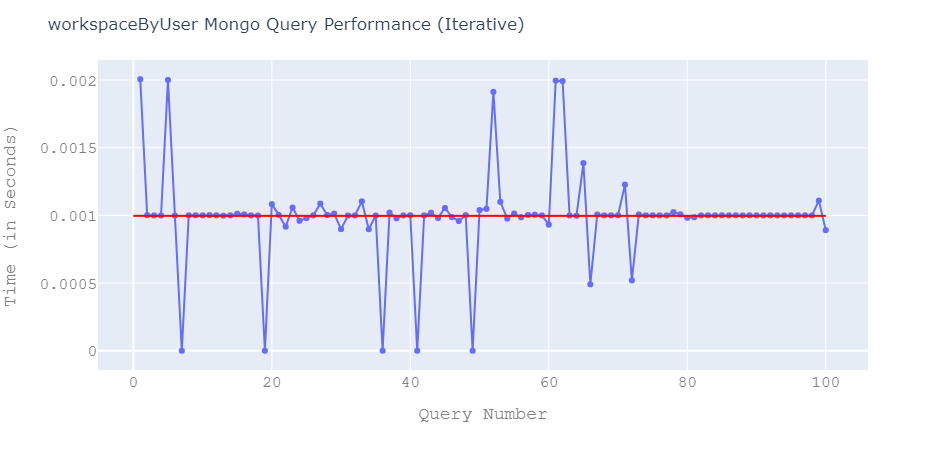 workspaceByUser Mongo Query Performance (Iterative)
Time (in Seconds)
0.002
0.0015
0.001
0.0005
0
0 20 40 60 80 100
Query Number